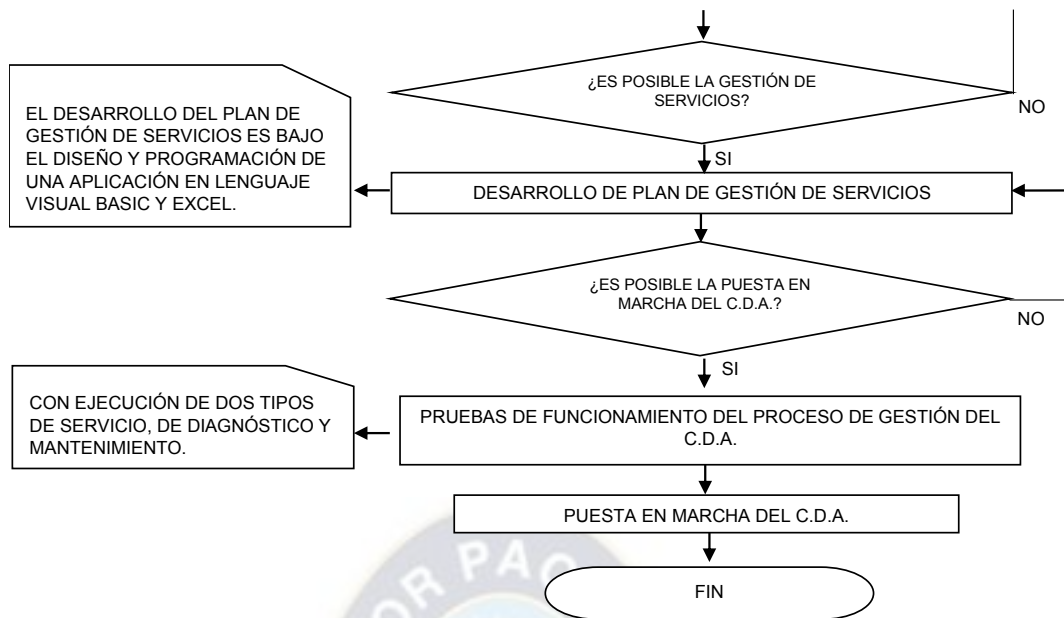 ¿ES POSIBLE LA GESTIÓN DE
SERVICIOS?
NO
SI
EL DESARROLLO DEL PLAN DE
GESTIÓN DE SERVICIOS ES BAJO
EL DISEÑO Y PROGRAMACIÓN DE
UNA APLICACIÓN EN LENGUAJE
VISUAL BASIC Y EXCEL.
DESARROLLO DE PLAN DE GESTIÓN DE SERVICIOS
¿ES POSIBLE LA PUESTA EN
MARCHA DEL C.D.A.?
NO
SI
CON EJECUCIÓN DE DOS TIPOS
DE SERVICIO, DE DIAGNÓSTICO Y
MANTENIMIENTO.
PRUEBAS DE FUNCIONAMIENTO DEL PROCESO DE GESTIÓN DEL
C.D.A.
PUESTA EN MARCHA DEL C.D.A.
FIN